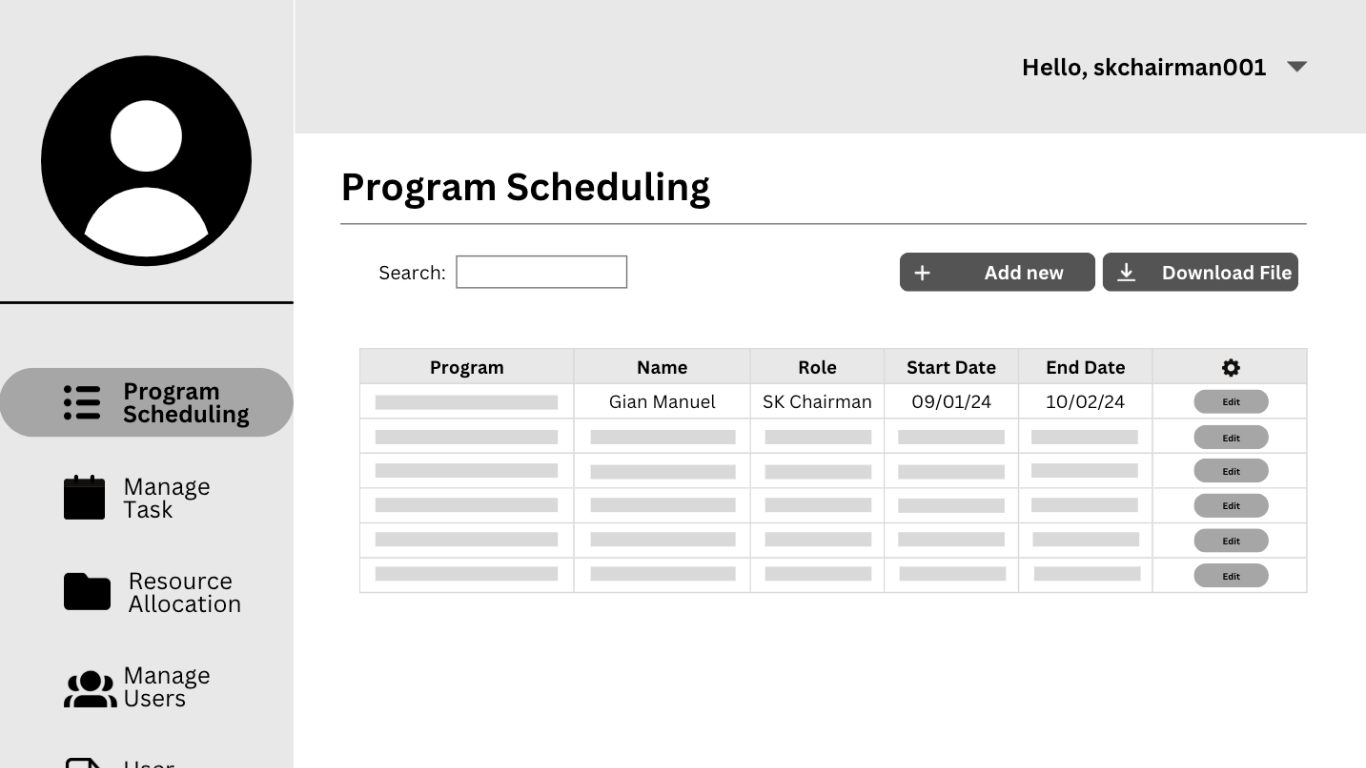 Hello, skchairman001
Program Scheduling
Search:
Add new
Download File
Program Name Role Start Date End Date
Gian Manuel SK Chairman 09/01/24 10/02/24 Edit
Edit
Edit
Edit
Edit
Edit
Program
Scheduling
Manage
Task
Resource
Allocation
Manage
Users
User